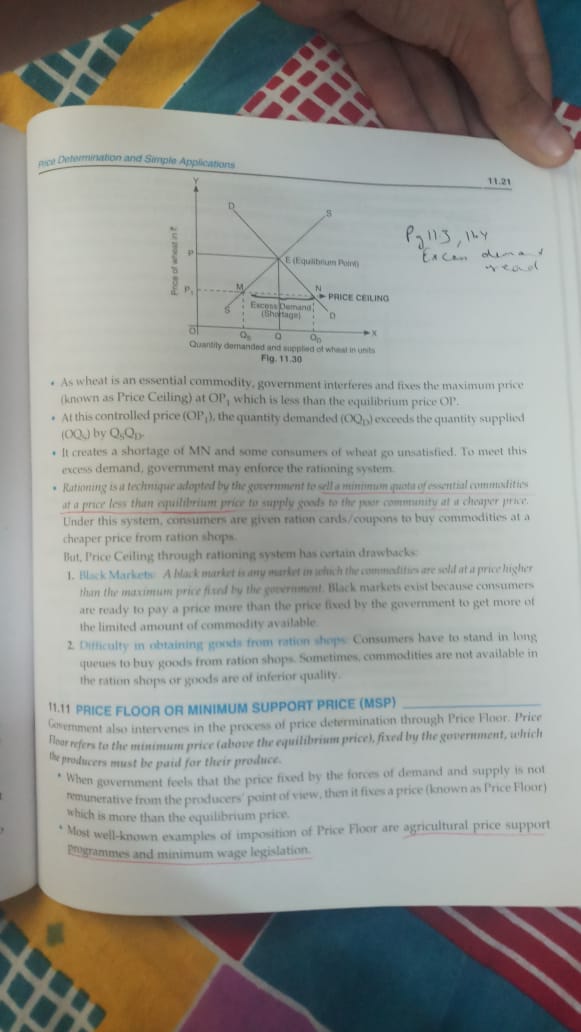 Price Determination and Simple Applications
11.21
Pg 113, 114
Excen demand
read
Y
D
S
Price of wheat in ₹
P
E (Equilibrium Point)
P₁
M
N
PRICE CEILING
S
Excess Demand
(Shortage)
D
O
Qs
Q
QD
X
Quantity demanded and supplied of wheat in units
Fig. 11.30
• As wheat is an essential commodity, government interferes and fixes the maximum price
(known as Price Ceiling) at OP₁ which is less than the equilibrium price OP.
• At this controlled price (OP₁), the quantity demanded (OQD) exceeds the quantity supplied
(OQs) by QsQD.
• It creates a shortage of MN and some consumers of wheat go unsatisfied. To meet this
excess demand, government may enforce the rationing system.
• Rationing is a technique adopted by the government to sell a minimum quota of essential commodities
at a price less than equilibrium price to supply goods to the poor community at a cheaper price.
Under this system, consumers are given ration cards/coupons to buy commodities at a
cheaper price from ration shops.
But, Price Ceiling through rationing system has certain drawbacks:
1. Black Markets: A black market is any market in which the commodities are sold at a price higher
than the maximum price fixed by the government. Black markets exist because consumers
are ready to pay a price more than the price fixed by the government to get more of
the limited amount of commodity available.
2. Difficulty in obtaining goods from ration shops: Consumers have to stand in long
queues to buy goods from ration shops. Sometimes, commodities are not available in
the ration shops or goods are of inferior quality.
11.11 PRICE FLOOR OR MINIMUM SUPPORT PRICE (MSP)
Government also intervenes in the process of price determination through Price Floor. Price
Floor refers to the minimum price (above the equilibrium price), fixed by the government, which
the producers must be paid for their produce.
• When government feels that the price fixed by the forces of demand and supply is not
remunerative from the producers' point of view, then it fixes a price (known as Price Floor)
which is more than the equilibrium price.
• Most well-known examples of imposition of Price Floor are agricultural price support
programmes and minimum wage legislation.